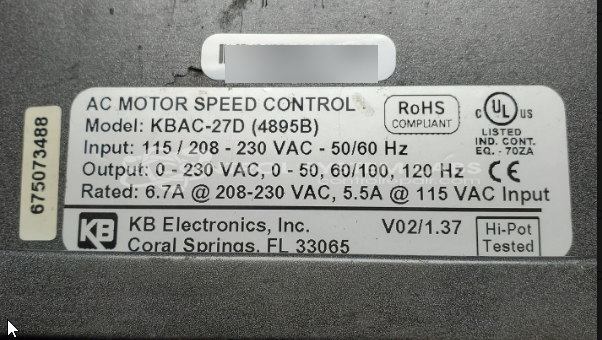 AC MOTOR SPEED CONTROL
Model: KBAC-27D (4895B)
Input: 115 / 208 - 230 VAC - 50/60 Hz
Output: 0 - 230 VAC, 0 - 50, 60/100, 120 Hz
Rated: 6.7A @ 208-230 VAC, 5.5A @ 115 VAC Input
RoHS
COMPLIANT
C UL US
LISTED
IND. CONT.
EQ. - 70ZA
CE
675073488
KB
KB Electronics, Inc.
Coral Springs, FL 33065
V02/1.37
Hi-Pot
Tested